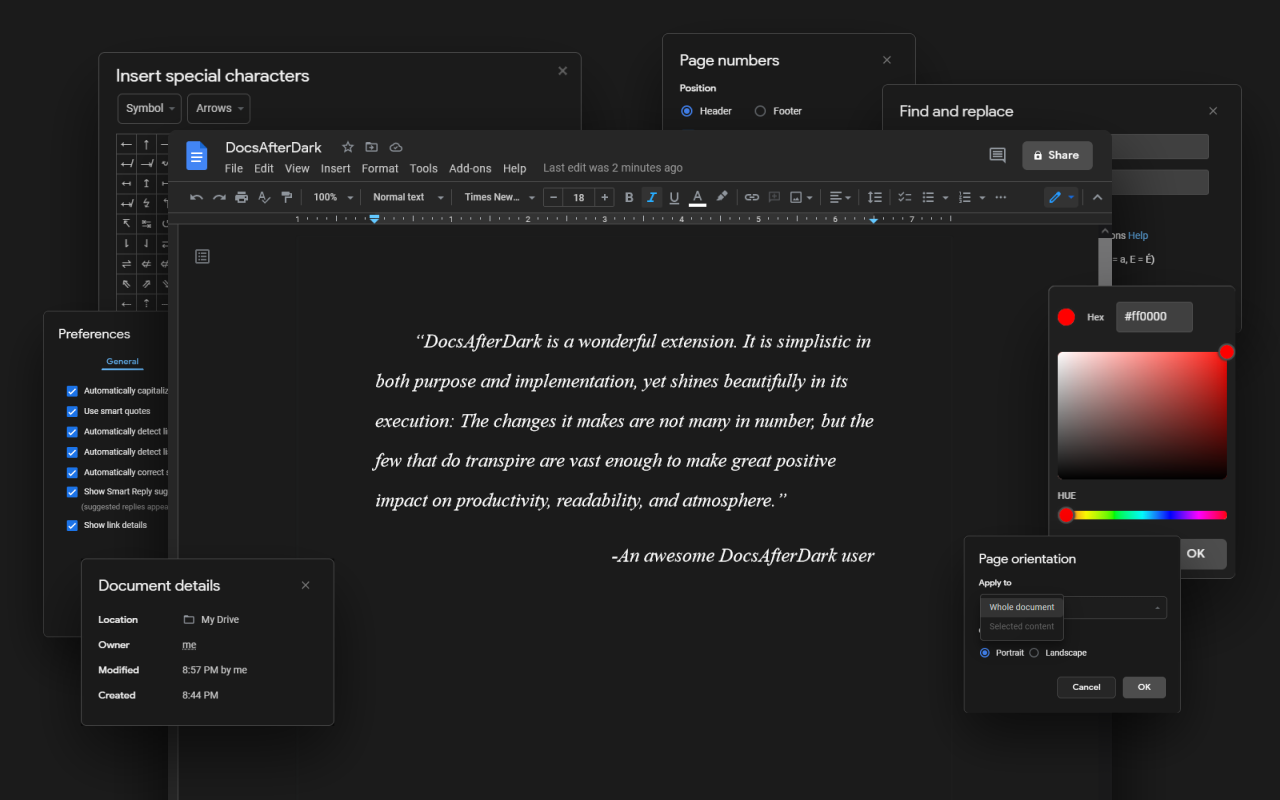 Insert special characters
Symbol
Arrows
Page numbers
Position
Header
Footer
Find and replace
ons Help
= a, E = É)
DocsAfterDark
File Edit View Insert Format Tools Add-ons Help
Last edit was 2 minutes ago
Share
100%
Normal text
Times New...
18
B I U A
1 1 2 3 4 5 6 7
“DocsAfterDark is a wonderful extension. It is simplistic in
both purpose and implementation, yet shines beautifully in its
execution: The changes it makes are not many in number, but the
few that do transpire are vast enough to make great positive
impact on productivity, readability, and atmosphere.”
-An awesome DocsAfterDark user
Preferences
General
Automatically capitaliz
Use smart quotes
Automatically detect li
Automatically detect li
Automatically correct s
Show Smart Reply sug
(suggested replies appea
Show link details
Document details
Location My Drive
Owner me
Modified 8:57 PM by me
Created 8:44 PM
Hex #ff0000
HUE
OK
Page orientation
Apply to
Whole document
Selected content
Portrait
Landscape
Cancel
OK